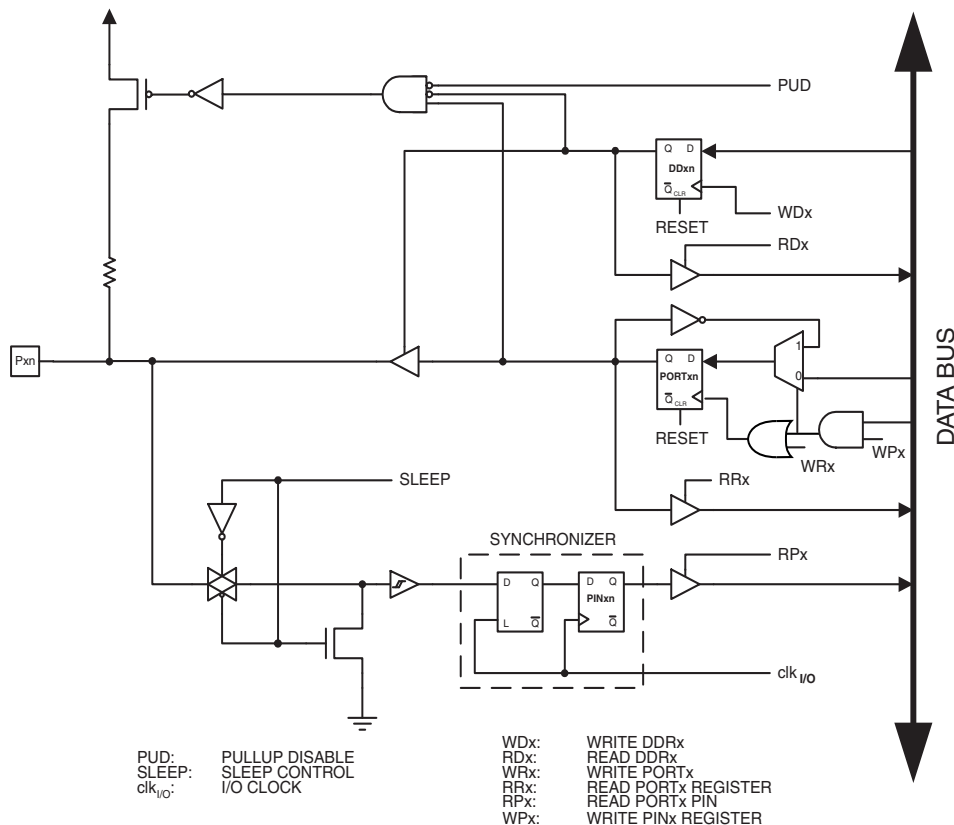 PUD
Q D
DDxn
Q CLR
WDx
RESET
RDx
Pxn
1
Q D
PORTxn
0
Q CLR
RESET
WRx
WPx
DATA BUS
SLEEP
RRx
SYNCHRONIZER
RPx
D Q
D Q
PINxn
L Q
Q
clk I/O
PUD: PULLUP DISABLE
SLEEP: SLEEP CONTROL
clkI/O: I/O CLOCK
WDx: WRITE DDRx
RDx: READ DDRx
WRx: WRITE PORTx
RRx: READ PORTx REGISTER
RPx: READ PORTx PIN
WPx: WRITE PINx REGISTER